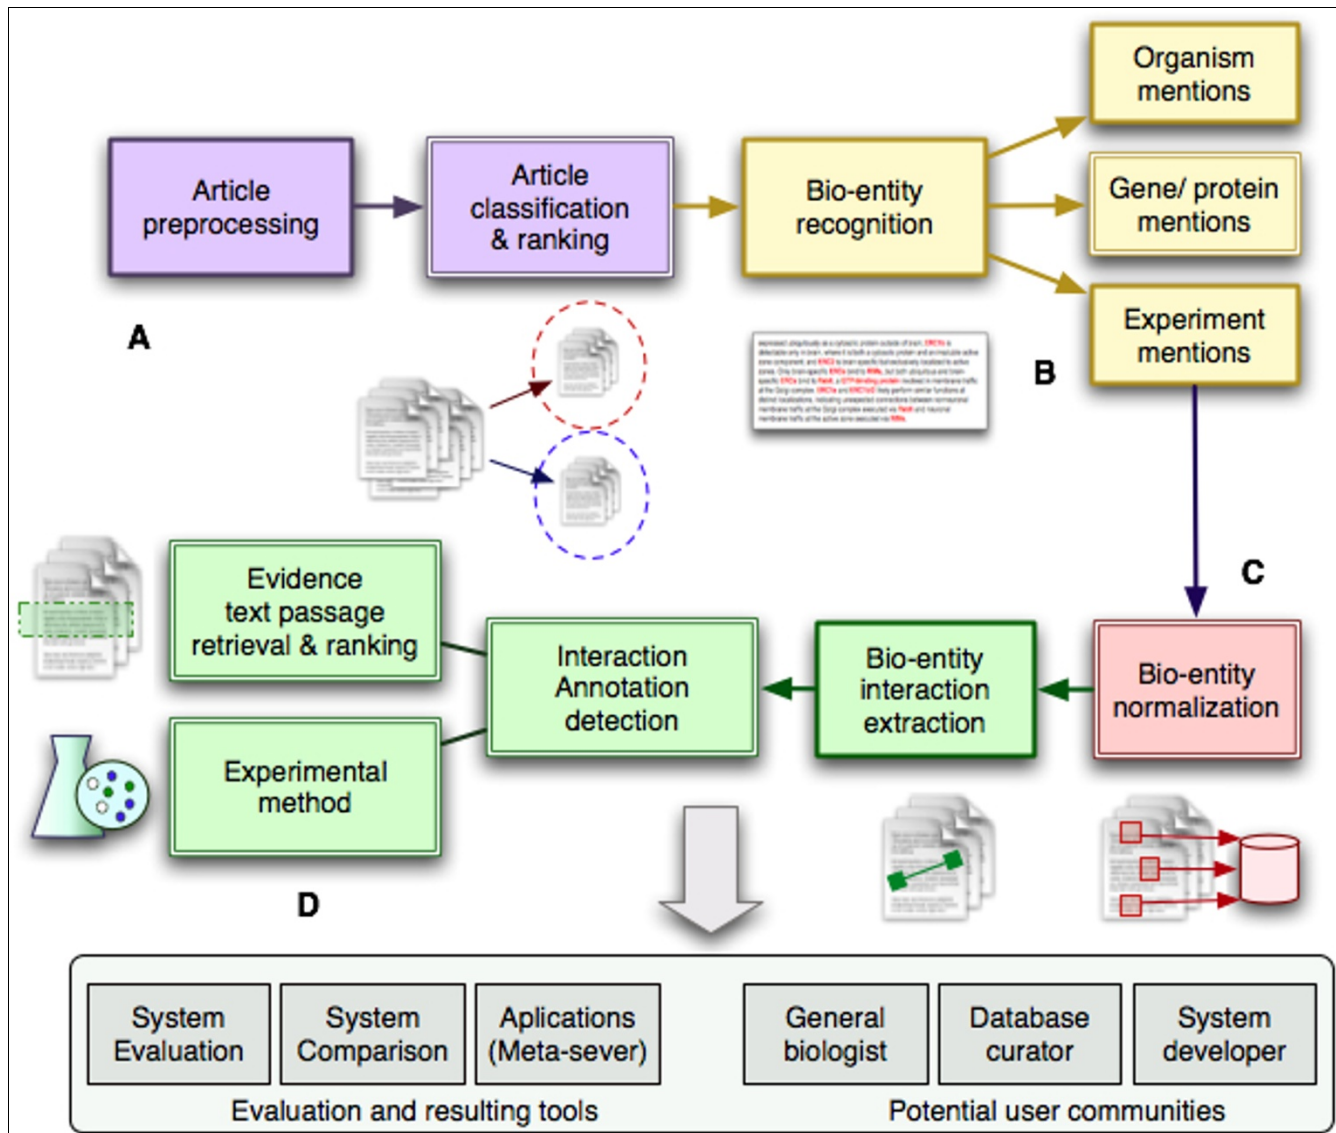 Organism
mentions
Article
preprocessing
Article
classification
& ranking
Bio-entity
recognition
Gene/ protein
mentions
Experiment
mentions
A
B
C
Evidence
text passage
retrieval & ranking
Interaction
Annotation
detection
Bio-entity
interaction
extraction
Bio-entity
normalization
Experimental
method
D
System
Evaluation
System
Comparison
Aplications
(Meta-sever)
General
biologist
Database
curator
System
developer
Evaluation and resulting tools
Potential user communities